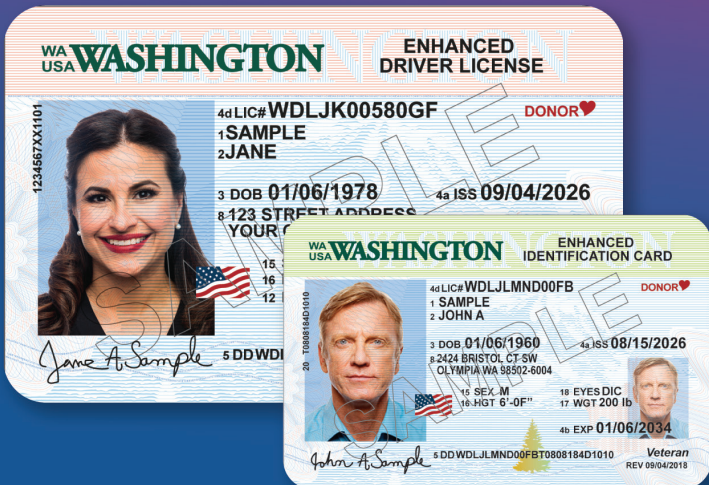 WA USA WASHINGTON
ENHANCED
DRIVER LICENSE
4d LIC# WDLJK00580GF
DONOR
1 SAMPLE
2 JANE
3 DOB 01/06/1978 4a ISS 09/04/2026
8 123 STREET ADDRESS
YOUR
15
16
12
5 DD WDL
1234567XX1101
Jane A Sample
SAMPLE
WA USA WASHINGTON
ENHANCED
IDENTIFICATION CARD
4d LIC# WDLJLMND00FB
DONOR
1 SAMPLE
2 JOHN A
3 DOB 01/06/1960 4a ISS 08/15/2026
8 2424 BRISTOL CT SW
OLYMPIA WA 98502-6004
15 SEX M 18 EYES DIC
16 HGT 6'-0F" 17 WGT 200 lb
4b EXP 01/06/2034
5 DD WDLJLMND00FBT0808184D1010
Veteran
REV 09/04/2018
20 T0808184D1010
John A Sample
SAMPLE